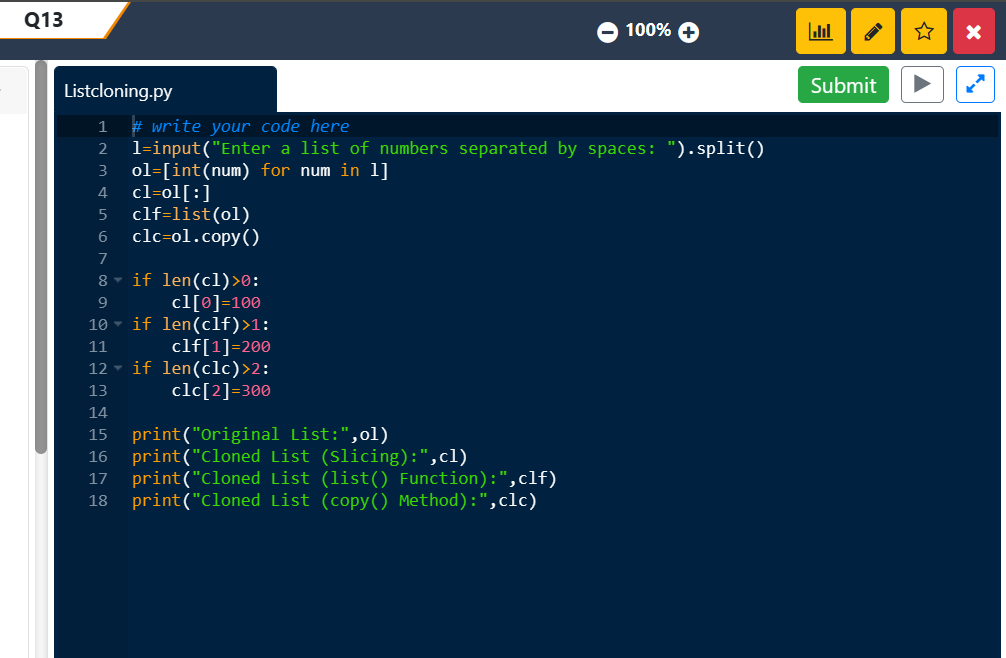 Q13
100%
Listcloning.py
Submit
1 # write your code here
2 l=input("Enter a list of numbers separated by spaces: ").split()
3 ol=[int(num) for num in l]
4 cl=ol[:]
5 clf=list(ol)
6 clc=ol.copy()
7
8 if len(cl)>0:
9     cl[0]=100
10 if len(clf)>1:
11     clf[1]=200
12 if len(clc)>2:
13     clc[2]=300
14
15 print("Original List:",ol)
16 print("Cloned List (Slicing):",cl)
17 print("Cloned List (list() Function):",clf)
18 print("Cloned List (copy() Method):",clc)